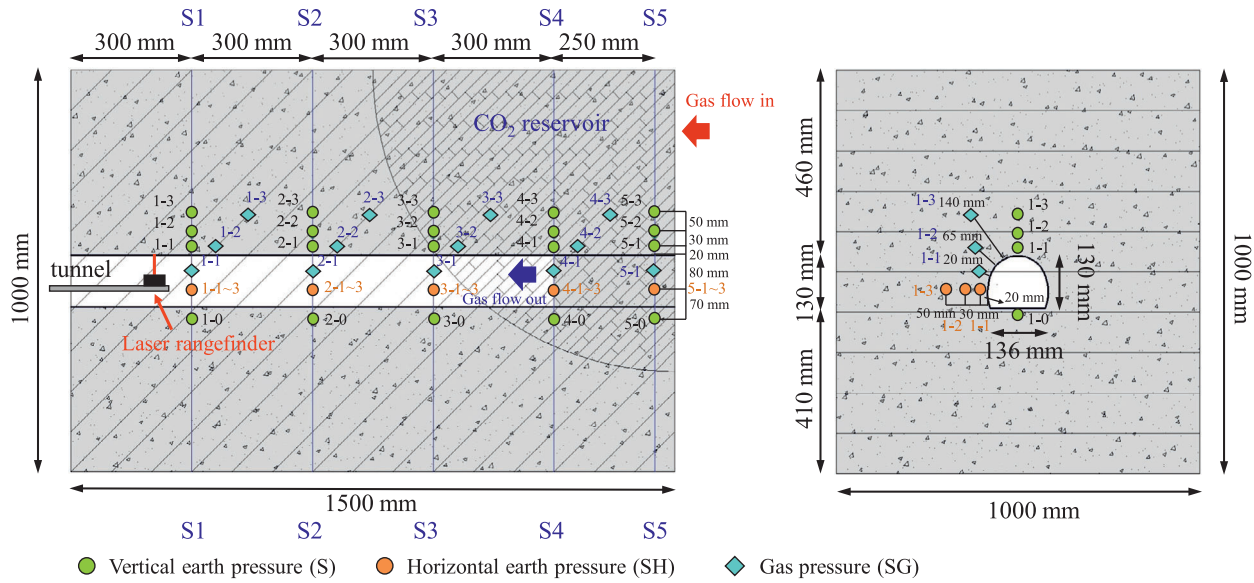 S1 S2 S3 S4 S5
300 mm 300 mm 300 mm 300 mm 250 mm
Gas flow in
CO₂ reservoir
1-3 1-3 2-3 2-3 3-3 3-3 4-3 4-3 5-3
1-2 1-2 2-2 2-2 3-2 3-2 4-2 4-2 5-2
1-1 2-1 3-1 4-1 5-1
50 mm
30 mm
20 mm
80 mm
70 mm
tunnel
1-1 2-1 3-1 4-1 5-1
Gas flow out
1-1~3 2-1~3 3-1~3 4-1~3 5-1~3
1-0 2-0 3-0 4-0 5-0
Laser rangefinder
1000 mm
1500 mm
S1 S2 S3 S4 S5
460 mm
130 mm
410 mm
1-3 140 mm 1-3
1-2 65 mm 1-2
1-1 20 mm 1-1
130 mm
1-3 20 mm
50 mm 30 mm 1-0
1-2 1-1
136 mm
1000 mm
1000 mm
Vertical earth pressure (S) Horizontal earth pressure (SH) Gas pressure (SG)